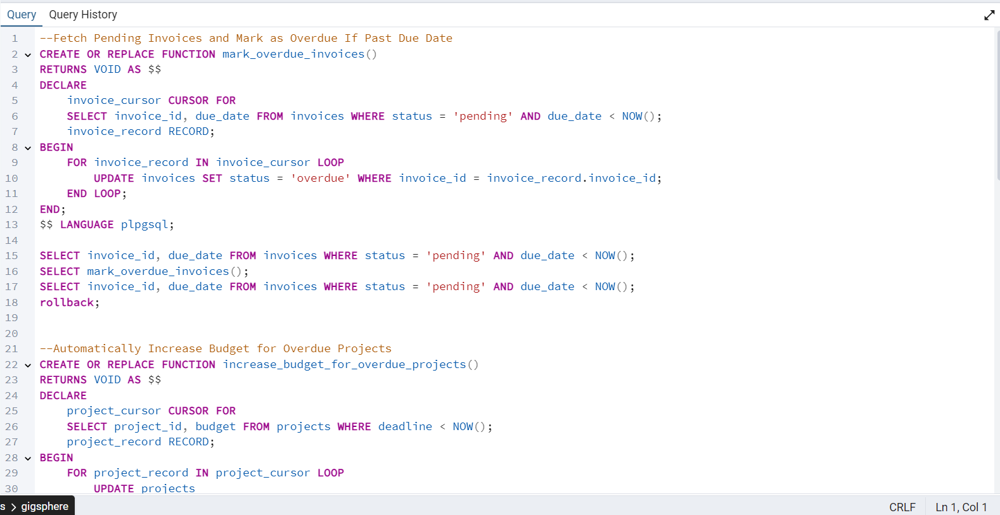 Query Query History
1 --Fetch Pending Invoices and Mark as Overdue If Past Due Date
2 CREATE OR REPLACE FUNCTION mark_overdue_invoices()
3 RETURNS VOID AS $$
4 DECLARE
5     invoice_cursor CURSOR FOR
6     SELECT invoice_id, due_date FROM invoices WHERE status = 'pending' AND due_date < NOW();
7     invoice_record RECORD;
8 BEGIN
9     FOR invoice_record IN invoice_cursor LOOP
10         UPDATE invoices SET status = 'overdue' WHERE invoice_id = invoice_record.invoice_id;
11     END LOOP;
12 END;
13 $$ LANGUAGE plpgsql;
14
15 SELECT invoice_id, due_date FROM invoices WHERE status = 'pending' AND due_date < NOW();
16 SELECT mark_overdue_invoices();
17 SELECT invoice_id, due_date FROM invoices WHERE status = 'pending' AND due_date < NOW();
18 rollback;
19
20
21 --Automatically Increase Budget for Overdue Projects
22 CREATE OR REPLACE FUNCTION increase_budget_for_overdue_projects()
23 RETURNS VOID AS $$
24 DECLARE
25     project_cursor CURSOR FOR
26     SELECT project_id, budget FROM projects WHERE deadline < NOW();
27     project_record RECORD;
28 BEGIN
29     FOR project_record IN project_cursor LOOP
30         UPDATE projects
s > gigsphere CRLF Ln 1, Col 1